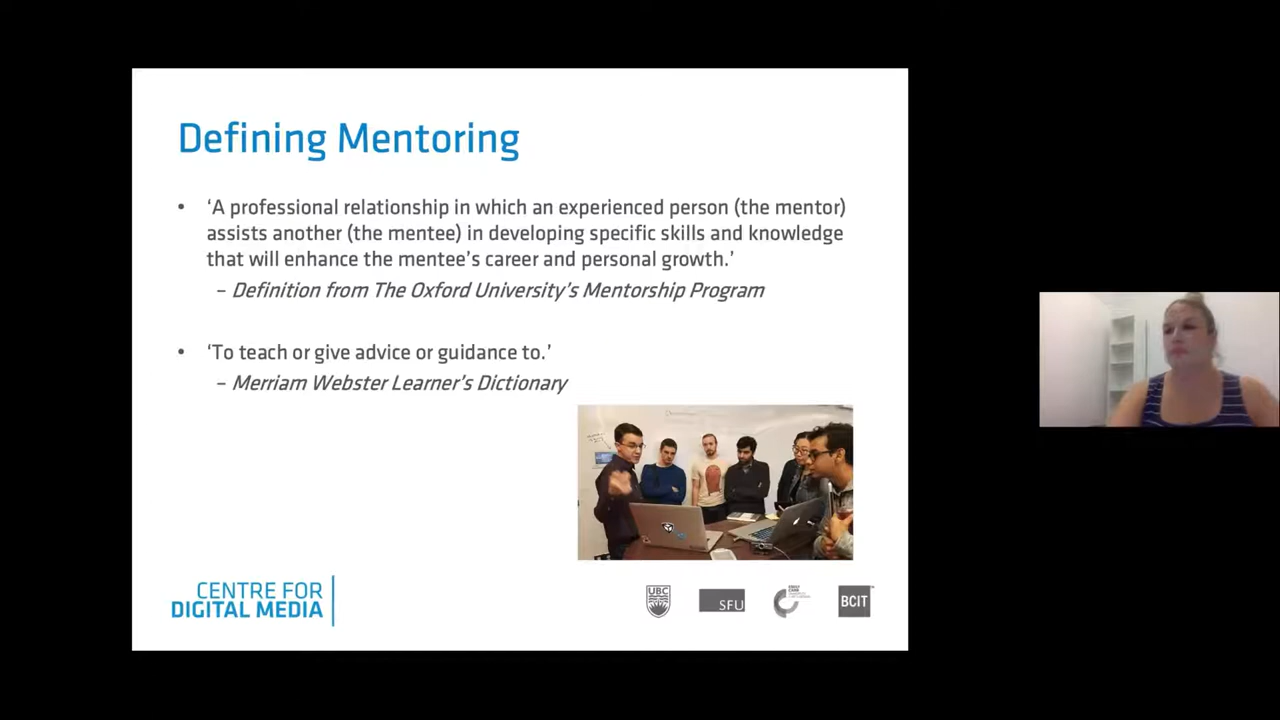 Defining Mentoring
• ‘A professional relationship in which an experienced person (the mentor)
assists another (the mentee) in developing specific skills and knowledge
that will enhance the mentee’s career and personal growth.’
– Definition from The Oxford University’s Mentorship Program
• ‘To teach or give advice or guidance to.’
– Merriam Webster Learner’s Dictionary
CENTRE FOR
DIGITAL MEDIA
UBC
SFU
BCIT